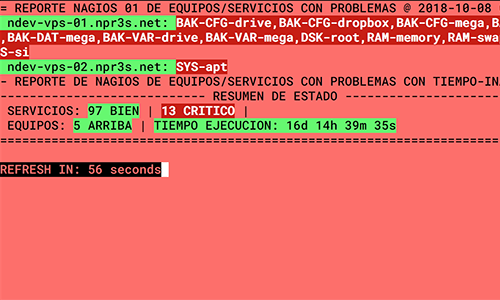 = REPORTE NAGIOS 01 DE EQUIPOS/SERVICIOS CON PROBLEMAS @ 2018-10-08
ndev-vps-01.npr3s.net: BAK-CFG-drive,BAK-CFG-dropbox,BAK-CFG-mega,B
,BAK-DAT-mega,BAK-VAR-drive,BAK-VAR-mega,DSK-root,RAM-memory,RAM-swa
S-si
ndev-vps-02.npr3s.net: SYS-apt
- REPORTE DE NAGIOS DE EQUIPOS/SERVICIOS CON PROBLEMAS CON TIEMPO-IN
--------------------------- RESUMEN DE ESTADO ---------------------------
SERVICIOS: 97 BIEN | 13 CRITICO |
EQUIPOS: 5 ARRIBA | TIEMPO EJECUCION: 16d 14h 39m 35s
====================================================================
REFRESH IN: 56 seconds